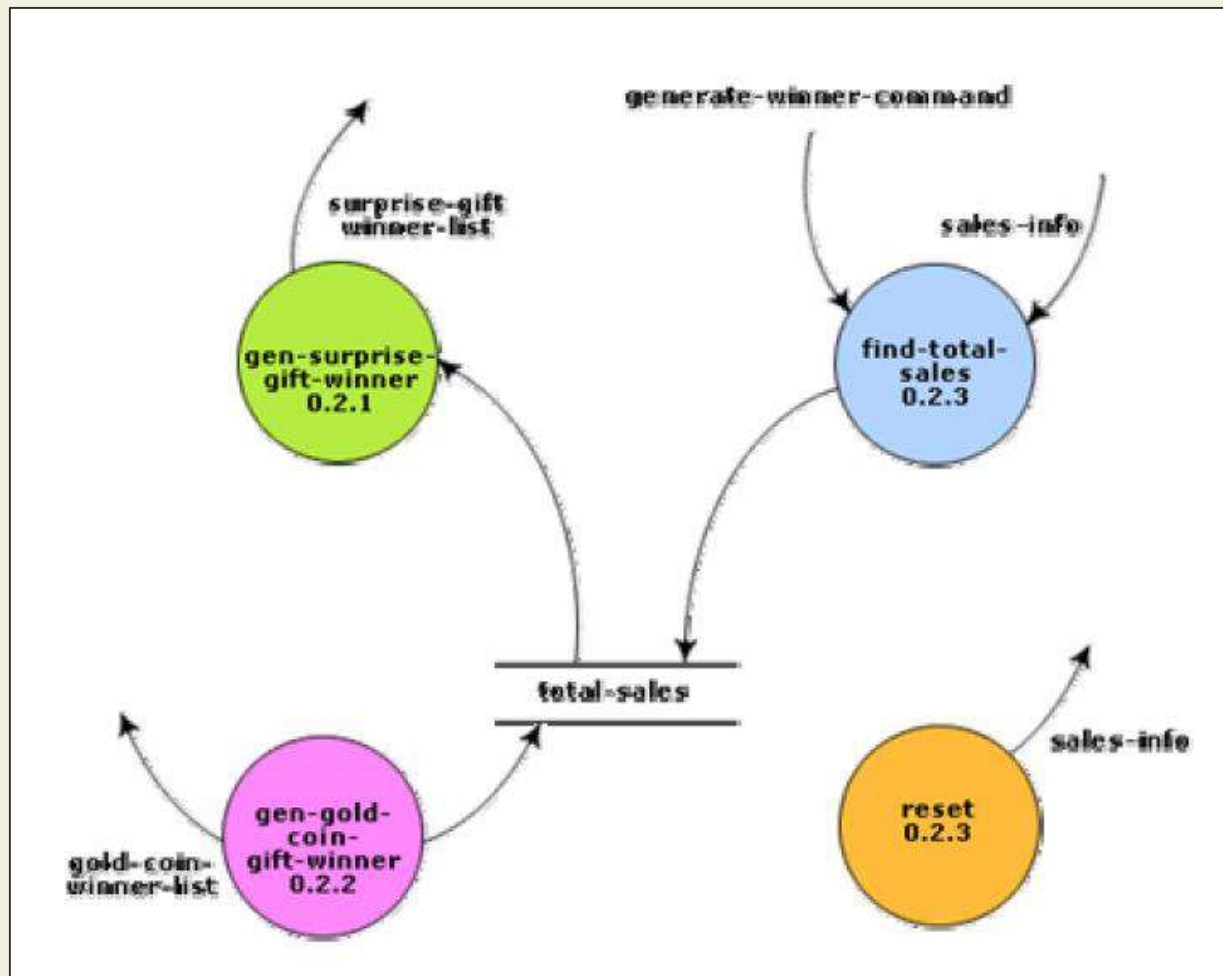 generate-winner-command
surprise-gift
winner-list
sales-info
gen-surprise-
gift-winner
0.2.1
find-total-
sales
0.2.3
total-sales
gen-gold-
coin-
gift-winner
0.2.2
gold-coin-
winner-list
reset
0.2.3
sales-info